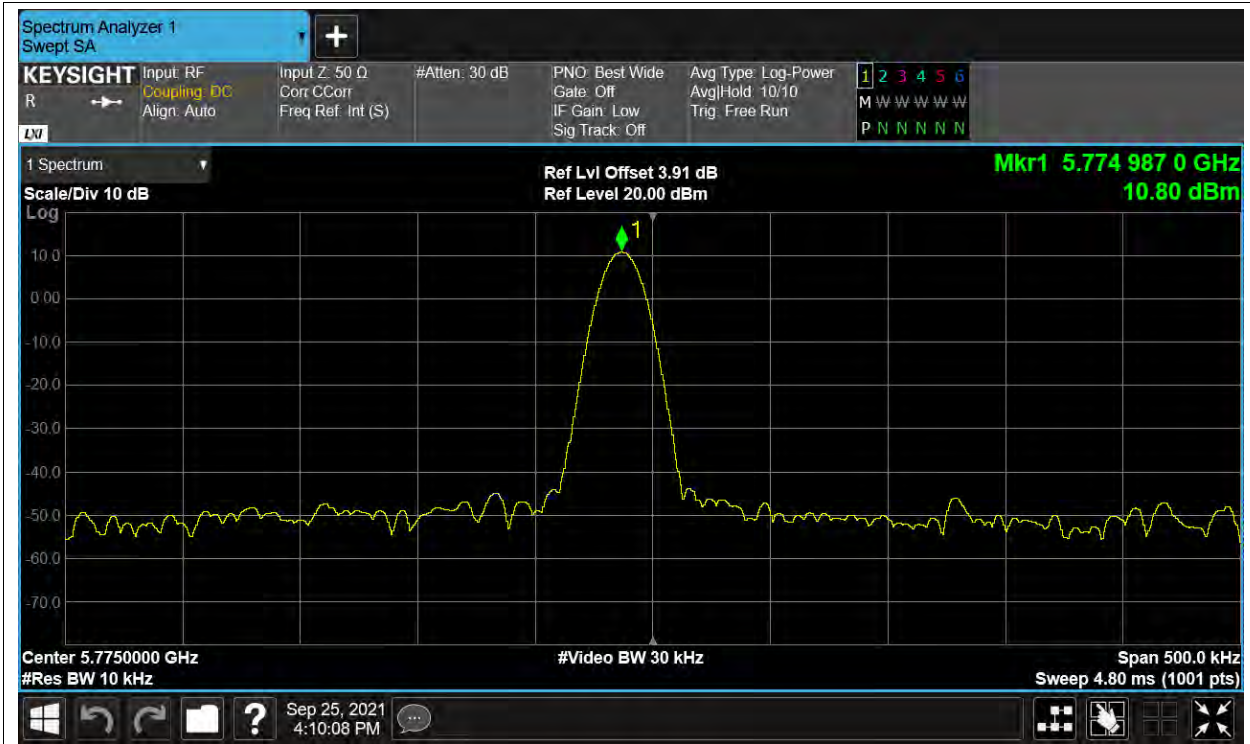 Spectrum Analyzer 1
Swept SA
+
KEYSIGHT
R
LXI
Input: RF
Coupling: DC
Align: Auto
Input Z: 50 Ω
Corr CCorr
Freq Ref: Int (S)
#Atten: 30 dB
PNO: Best Wide
Gate: Off
IF Gain: Low
Sig Track: Off
Avg Type: Log-Power
Avg|Hold: 10/10
Trig: Free Run
1 2 3 4 5 6
M W W W W W
P N N N N N
1 Spectrum
Scale/Div 10 dB
Log
Ref Lvl Offset 3.91 dB
Ref Level 20.00 dBm
Mkr1 5.774 987 0 GHz
10.80 dBm
1
10.0
0.00
-10.0
-20.0
-30.0
-40.0
-50.0
-60.0
-70.0
Center 5.7750000 GHz
#Res BW 10 kHz
#Video BW 30 kHz
Span 500.0 kHz
Sweep 4.80 ms (1001 pts)
?
Sep 25, 2021
4:10:08 PM